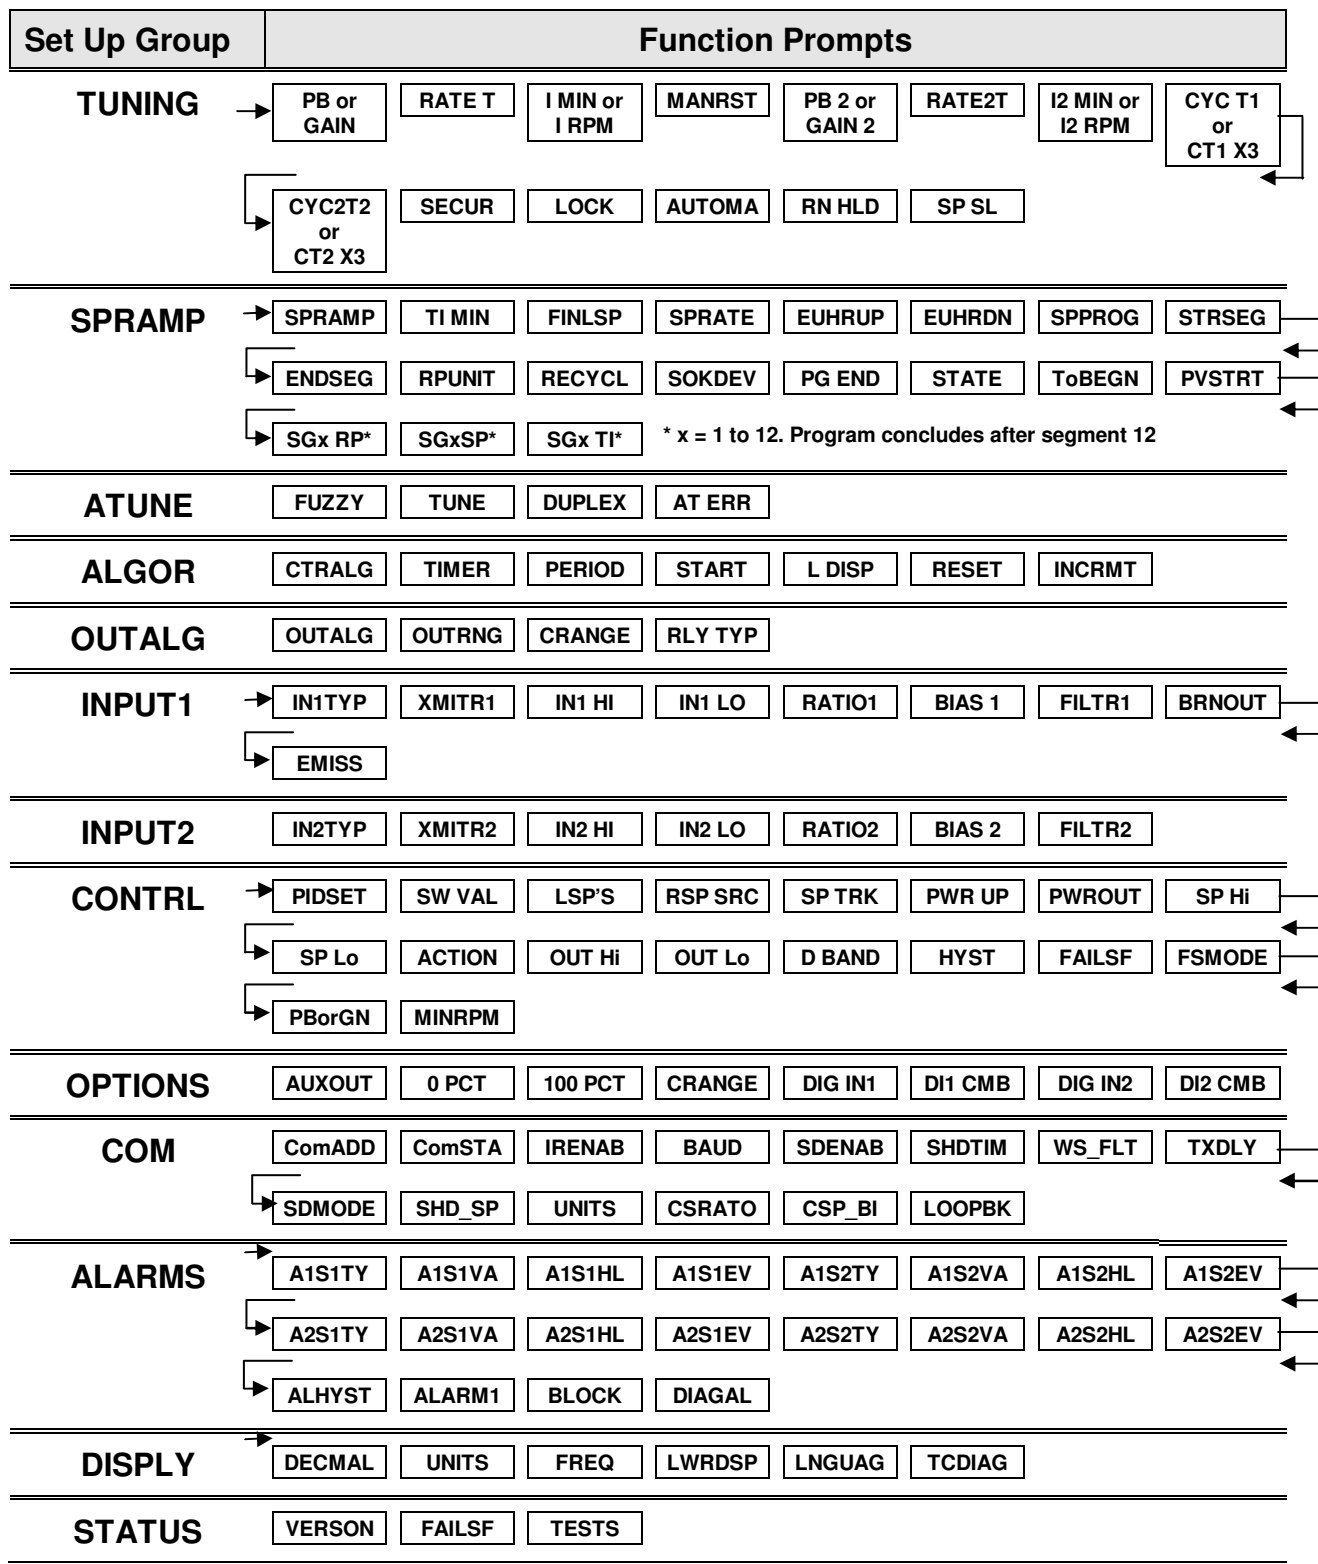 Set Up Group Function Prompts
TUNING PB or GAIN RATE T I MIN or I RPM MANRST PB 2 or GAIN 2 RATE2T I2 MIN or I2 RPM CYC T1 or CT1 X3
CYC2T2 or CT2 X3 SECUR LOCK AUTOMA RN HLD SP SL
SPRAMP SPRAMP TI MIN FINLSP SPRATE EUHRUP EUHRDN SPPROG STRSEG
ENDSEG RPUNIT RECYCL SOKDEV PG END STATE ToBEGN PVSTRT
SGx RP* SGxSP* SGx TI* * x = 1 to 12. Program concludes after segment 12
ATUNE FUZZY TUNE DUPLEX AT ERR
ALGOR CTRALG TIMER PERIOD START L DISP RESET INCRMT
OUTALG OUTALG OUTRNG CRANGE RLY TYP
INPUT1 IN1TYP XMITR1 IN1 HI IN1 LO RATIO1 BIAS 1 FILTR1 BRNOUT
EMISS
INPUT2 IN2TYP XMITR2 IN2 HI IN2 LO RATIO2 BIAS 2 FILTR2
CONTRL PIDSET SW VAL LSP'S RSP SRC SP TRK PWR UP PWROUT SP Hi
SP Lo ACTION OUT Hi OUT Lo D BAND HYST FAILSF FSMODE
PBorGN MINRPM
OPTIONS AUXOUT 0 PCT 100 PCT CRANGE DIG IN1 DI1 CMB DIG IN2 DI2 CMB
COM ComADD ComSTA IRENAB BAUD SDENAB SHDTIM WS_FLT TXDLY
SDMODE SHD_SP UNITS CSRATO CSP_BI LOOPBK
ALARMS A1S1TY A1S1VA A1S1HL A1S1EV A1S2TY A1S2VA A1S2HL A1S2EV
A2S1TY A2S1VA A2S1HL A2S1EV A2S2TY A2S2VA A2S2HL A2S2EV
ALHYST ALARM1 BLOCK DIAGAL
DISPLY DECMAL UNITS FREQ LWRDSP LNGUAG TCDIAG
STATUS VERSON FAILSF TESTS